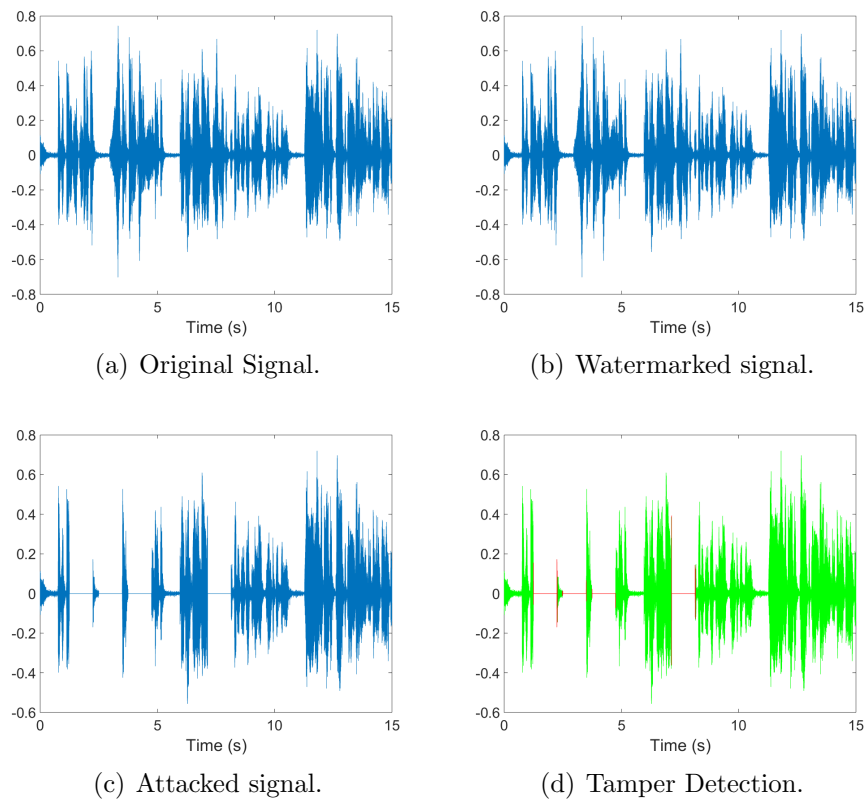 0.8
0.6
0.4
0.2
0
-0.2
-0.4
-0.6
-0.8
0 5 10 15
Time (s)
(a) Original Signal.
0.8
0.6
0.4
0.2
0
-0.2
-0.4
-0.6
-0.8
0 5 10 15
Time (s)
(b) Watermarked signal.
0.8
0.6
0.4
0.2
0
-0.2
-0.4
-0.6
0 5 10 15
Time (s)
(c) Attacked signal.
0.8
0.6
0.4
0.2
0
-0.2
-0.4
-0.6
0 5 10 15
Time (s)
(d) Tamper Detection.